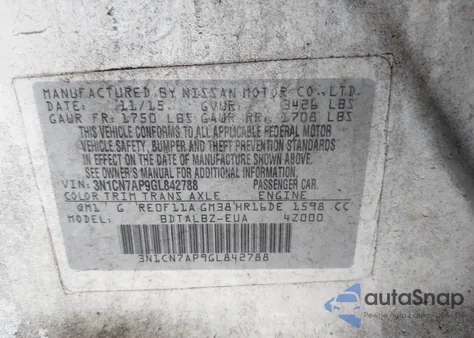 MANUFACTURED BY NISSAN MOTOR CO., LTD.
DATE: 11/15 GVWR: 3426 LBS
GAWR FR: 1750 LBS GAWR RR: 1708 LBS
THIS VEHICLE CONFORMS TO ALL APPLICABLE FEDERAL MOTOR
VEHICLE SAFETY, BUMPER AND THEFT PREVENTION STANDARDS
IN EFFECT ON THE DATE OF MANUFACTURE SHOWN ABOVE.
SEE OWNER'S MANUAL FOR ADDITIONAL INFORMATION.
VIN: 3N1CN7AP9GL842788 PASSENGER CAR.
COLOR TRIM TRANS AXLE ENGINE
QM1 G RE0F11A GM38 HR16DE 1598 CC
MODEL: BDTALBZ-EUA 4Z000
3N1CN7AP9GL842788
autoSnap
Pewne auto z